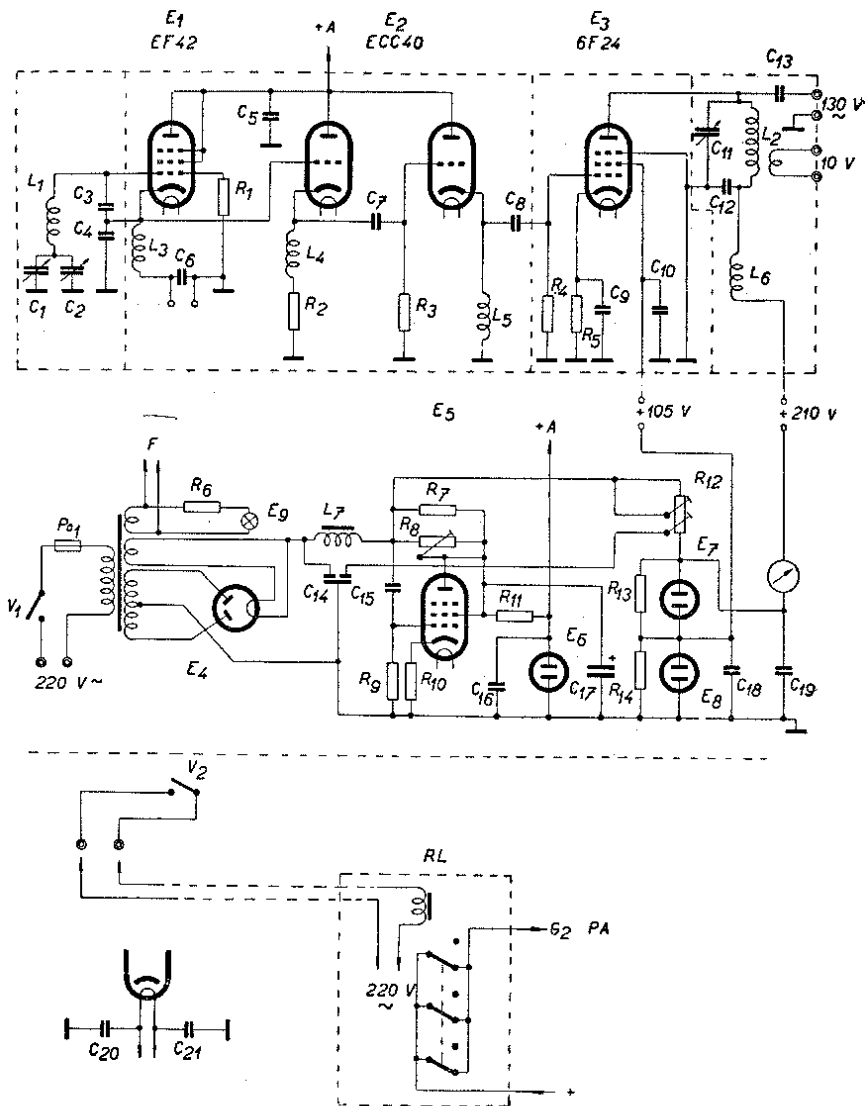 E1 E2 E3
EF42 ECC40 6F24
+A
C13
C5 130 V
~
L1 C3 R1 C11 L2
10 V
C7 C8 C12
C4
L3 C6 L4 C10
C1 C2 R2 R3 L5 R4 R5 C9 L6
+105 V +210 V
E5
F +A
R6 R7 R12
Po1 E9 L7 R8
E7
V1 C14 C15 R11 R13
E6
220 V~ E4 R9 R10 C16 C17 + R14 E8 C18 C19
V2
RL
G2 PA
220 V
~
C20 C21
+